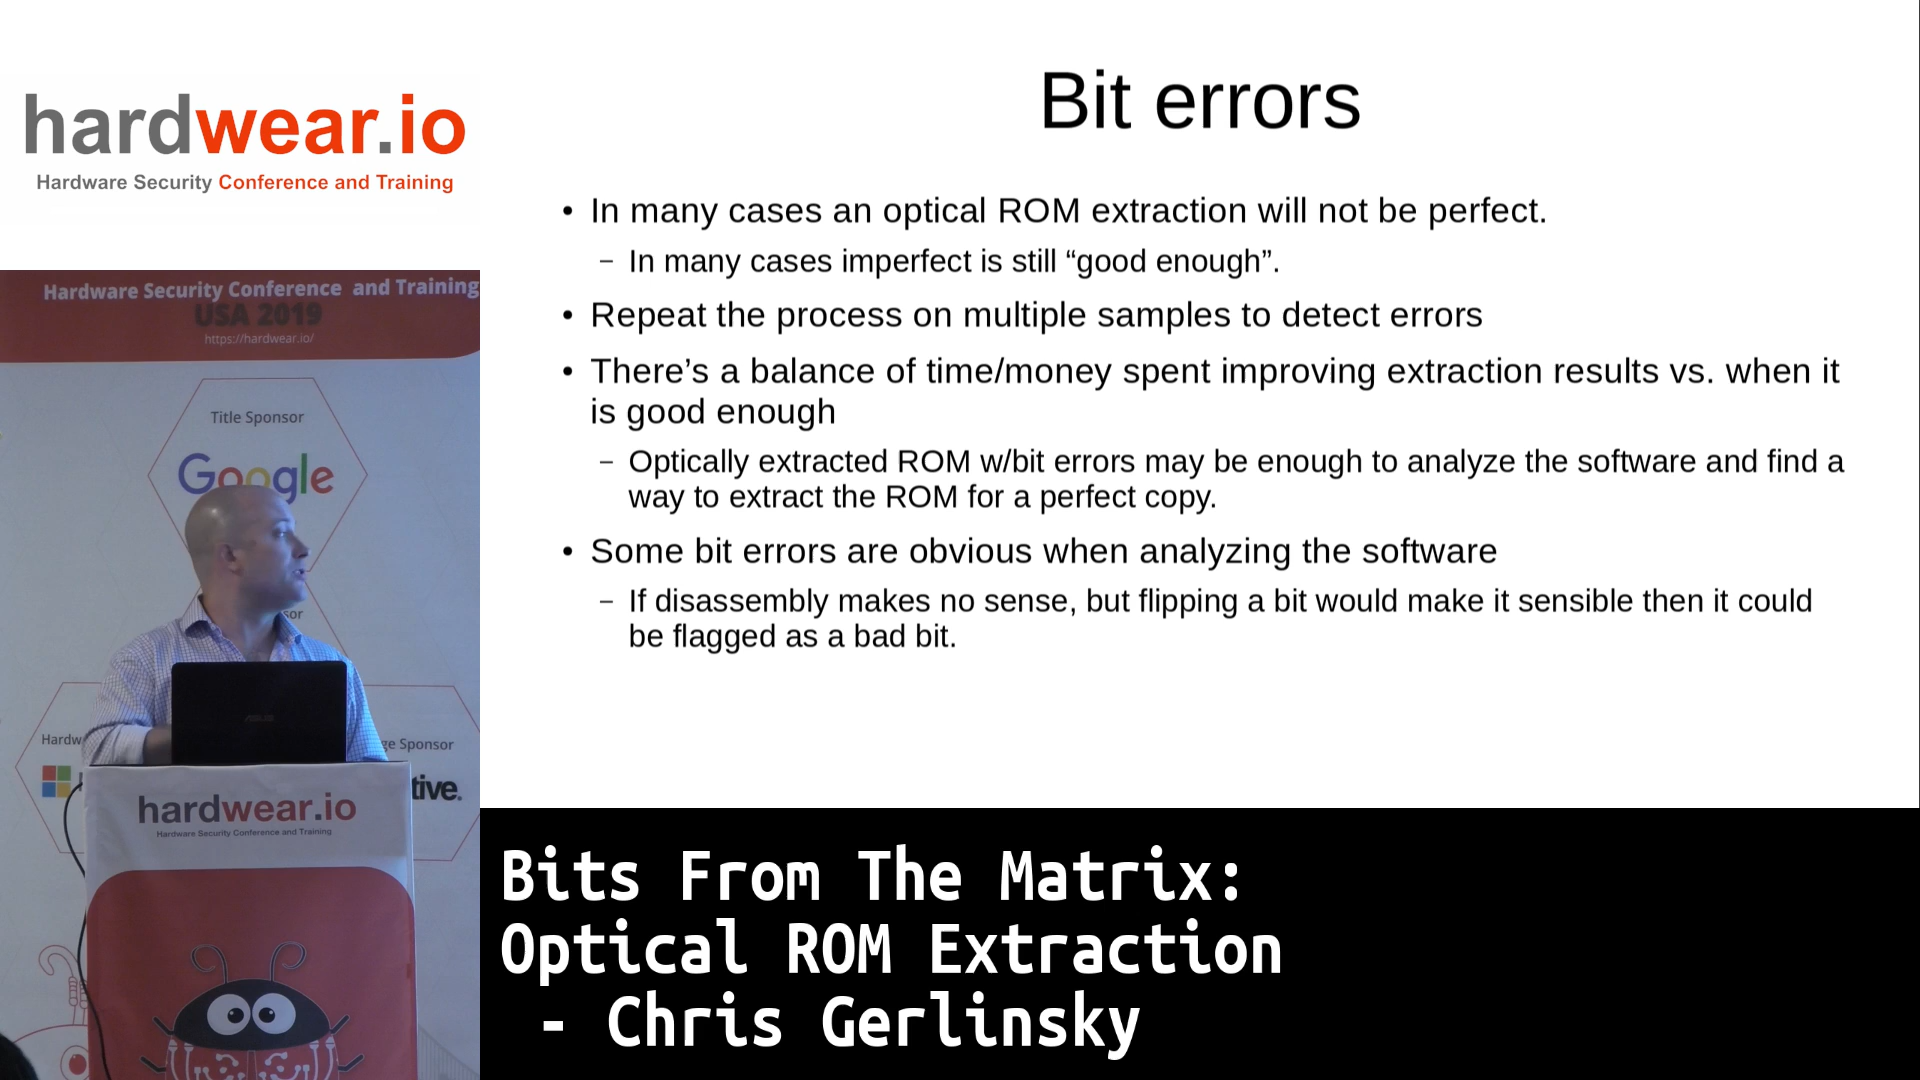 hardwear.io
Hardware Security Conference and Training
Hardware Security Conference and Training
USA 2019
https://hardwear.io/
Title Sponsor
Google
sor
Hardw
ge Sponsor
tive.
hardwear.io
Hardware Security Conference and Training
ASUS
Bit errors
• In many cases an optical ROM extraction will not be perfect.
– In many cases imperfect is still “good enough”.
• Repeat the process on multiple samples to detect errors
• There’s a balance of time/money spent improving extraction results vs. when it
is good enough
– Optically extracted ROM w/bit errors may be enough to analyze the software and find a
way to extract the ROM for a perfect copy.
• Some bit errors are obvious when analyzing the software
– If disassembly makes no sense, but flipping a bit would make it sensible then it could
be flagged as a bad bit.
Bits From The Matrix:
Optical ROM Extraction
- Chris Gerlinsky